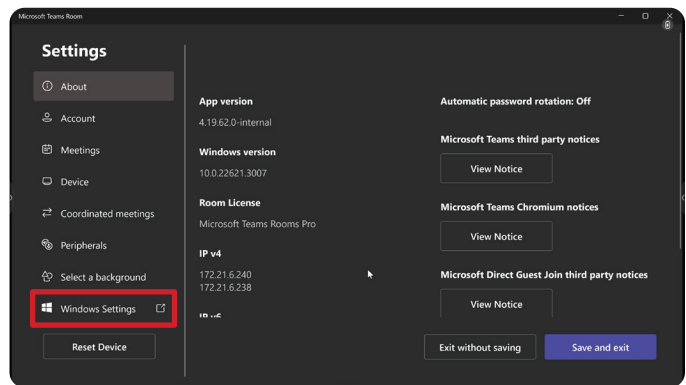 Microsoft Teams Room
Settings
About
Account
Meetings
Device
Coordinated meetings
Peripherals
Select a background
Windows Settings
Reset Device
App version
4.19.62.0-internal
Windows version
10.0.22621.3007
Room License
Microsoft Teams Rooms Pro
IP v4
172.21.6.240
172.21.6.238
IP v6
Automatic password rotation: Off
Microsoft Teams third party notices
View Notice
Microsoft Teams Chromium notices
View Notice
Microsoft Direct Guest Join third party notices
View Notice
Exit without saving
Save and exit